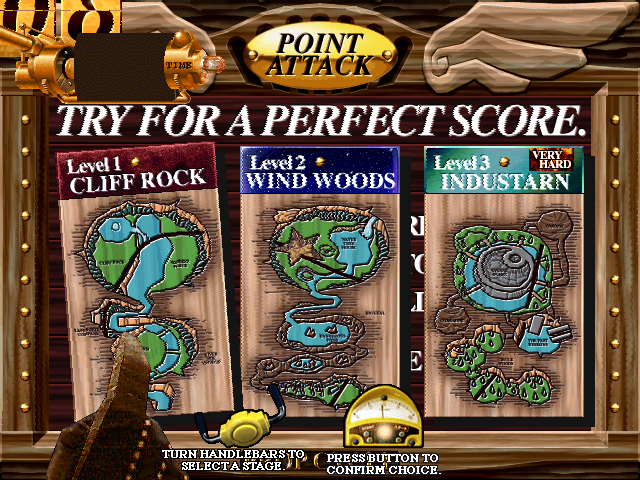 TIME
POINT
ATTACK
TRY FOR A PERFECT SCORE.
Level 1
CLIFF ROCK
Level 2
WIND WOODS
Level 3
VERY
HARD
INDUSTARN
TURN HANDLEBARS TO
SELECT A STAGE.
PRESS BUTTON TO
CONFIRM CHOICE.